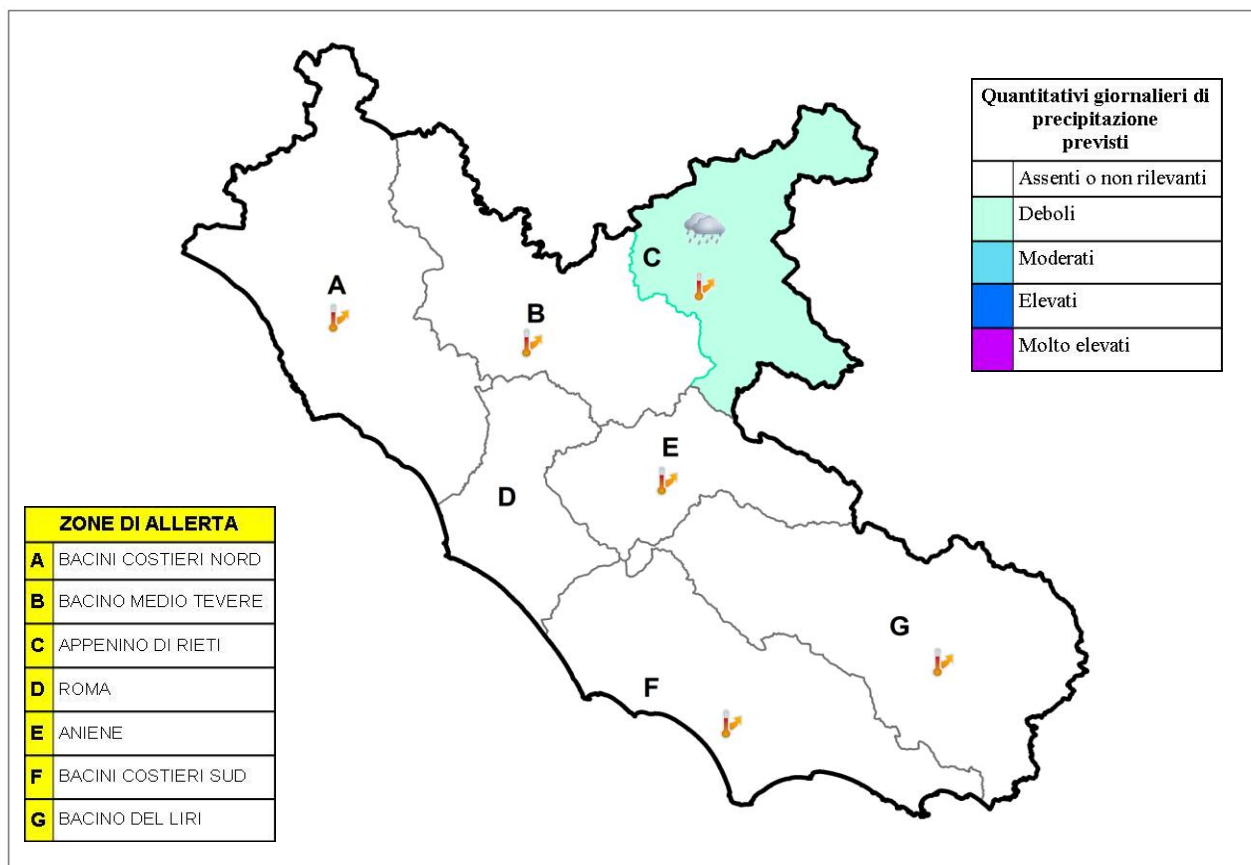 Quantitativi giornalieri di
precipitazione
previsti
Assenti o non rilevanti
Deboli
Moderati
Elevati
Molto elevati
A
B
C
D
E
F
G
ZONE DI ALLERTA
A BACINI COSTIERI NORD
B BACINO MEDIO TEVERE
C APPENINO DI RIETI
D ROMA
E ANIENE
F BACINI COSTIERI SUD
G BACINO DEL LIRI